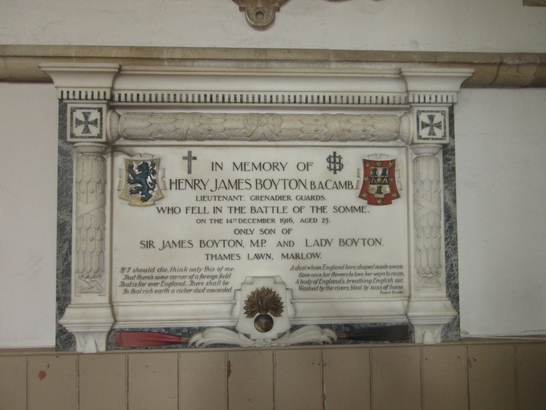 IN MEMORY OF
HENRY JAMES BOYTON, B.A. CAMB.
LIEUTENANT, GRENADIER GUARDS.
WHO FELL IN THE BATTLE OF THE SOMME.
ON THE 14TH DECEMBER 1916, AGED 25.
ONLY SON OF
SIR JAMES BOYTON, M.P. AND LADY BOYTON.
THAMES LAWN, MARLOW.
If I should die, think only this of me
That there's some corner of a foreign field
That is for ever England. There shall be
In that rich earth a richer dust concealed.
A dust whom England bore, shaped, made aware,
Gave once her flowers to love, her ways to roam,
A body of England's, breathing English air,
Washed by the rivers, blest by suns of home.